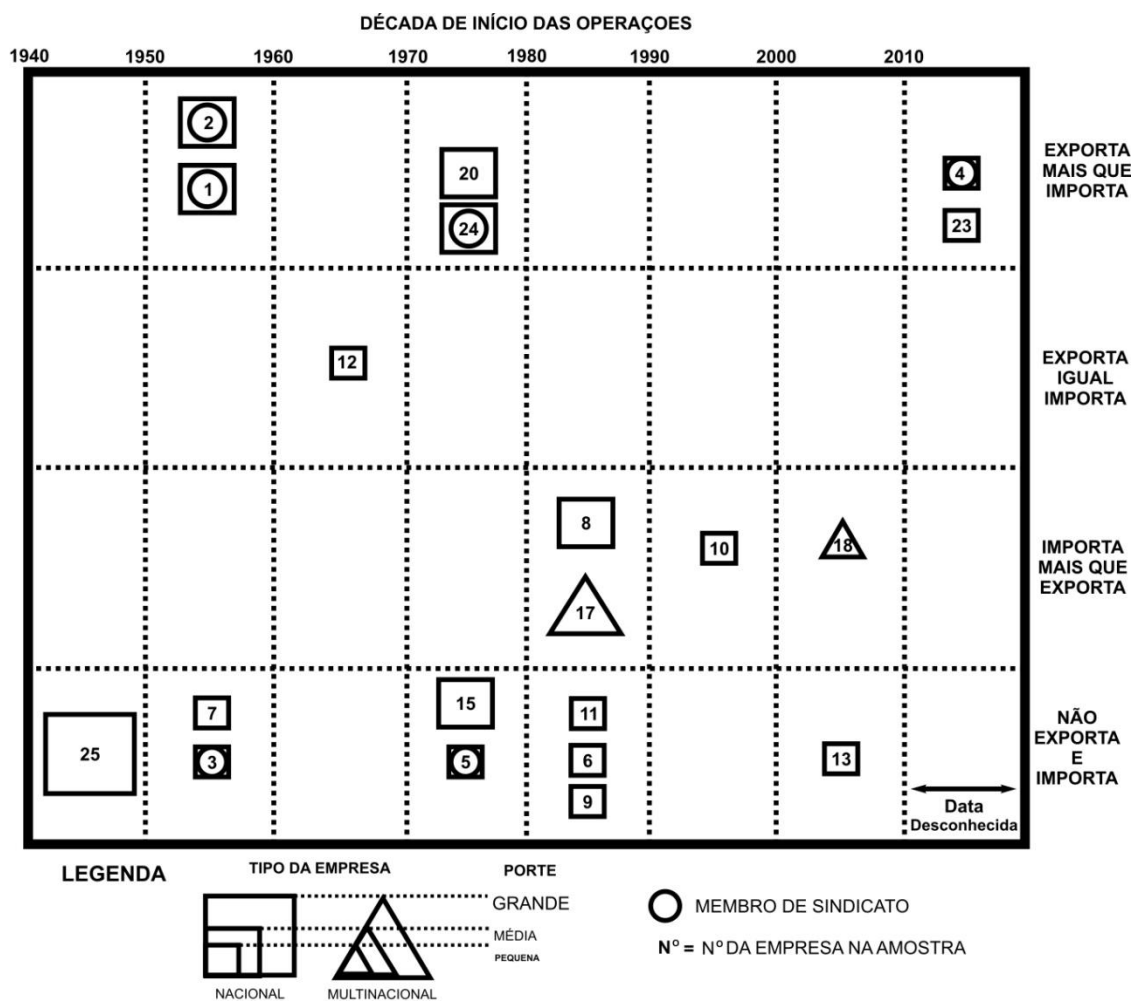 DÉCADA DE INÍCIO DAS OPERAÇOES
1940 1950 1960 1970 1980 1990 2000 2010
2
1
20
24
4
23
EXPORTA
MAIS QUE
IMPORTA
12
EXPORTA
IGUAL
IMPORTA
8
10
18
17
IMPORTA
MAIS QUE
EXPORTA
25
7
3
15
5
11
6
9
13
NÃO
EXPORTA
E
IMPORTA
Data
Desconhecida
LEGENDA
TIPO DA EMPRESA
PORTE
GRANDE
MÉDIA
PEQUENA
NACIONAL
MULTINACIONAL
MEMBRO DE SINDICATO
Nº = Nº DA EMPRESA NA AMOSTRA